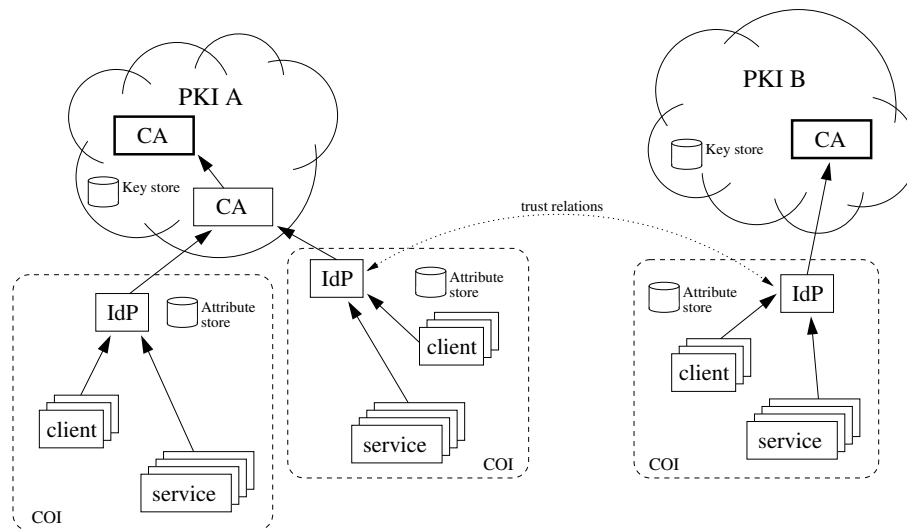 PKI A
CA
Key store
CA
PKI B
Key store
CA
trust relations
IdP
Attribute
store
client
service
COI
IdP
Attribute
store
client
service
COI
IdP
Attribute
store
client
service
COI